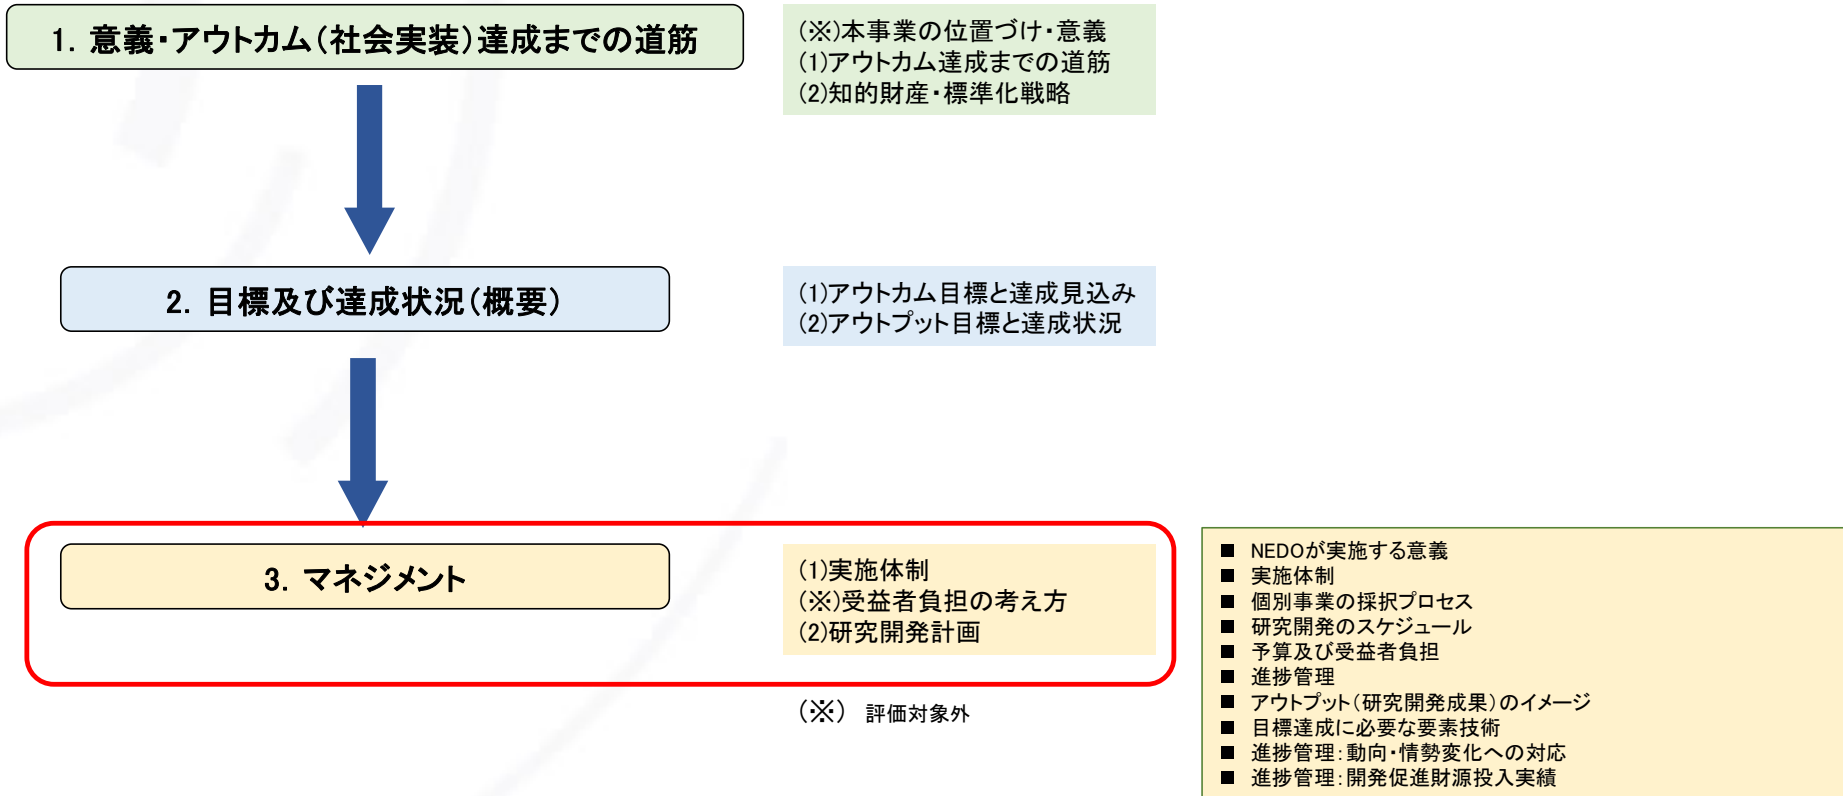 1. 意義・アウトカム（社会実装）達成までの道筋
(※)本事業の位置づけ・意義
(1)アウトカム達成までの道筋
(2)知的財産・標準化戦略
2. 目標及び達成状況（概要）
(1)アウトカム目標と達成見込み
(2)アウトプット目標と達成状況
3. マネジメント
(1)実施体制
(※)受益者負担の考え方
(2)研究開発計画
(※) 評価対象外
■ NEDOが実施する意義
■ 実施体制
■ 個別事業の採択プロセス
■ 研究開発のスケジュール
■ 予算及び受益者負担
■ 進捗管理
■ アウトプット（研究開発成果）のイメージ
■ 目標達成に必要な要素技術
■ 進捗管理：動向・情勢変化への対応
■ 進捗管理：開発促進財源投入実績